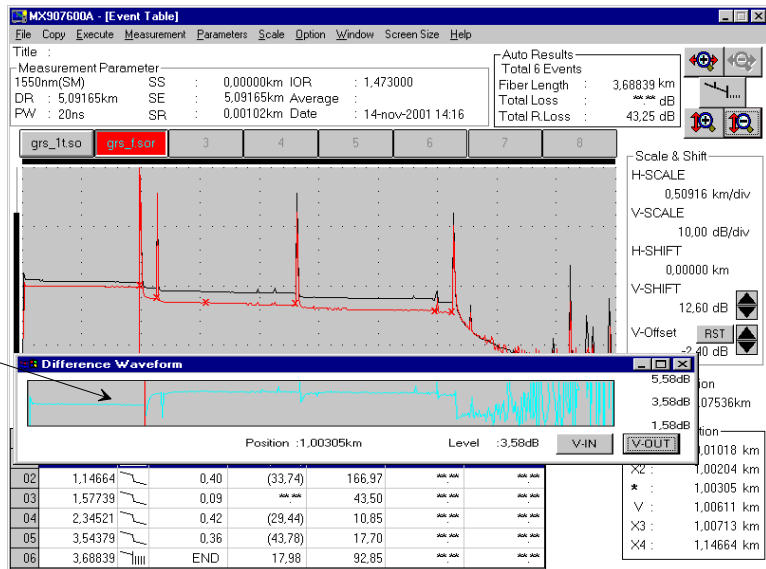 MX907600A - [Event Table]
File Copy Execute Measurement Parameters Scale Option Window Screen Size Help
Title :
Measurement Parameter
1550nm(SM) SS : 0,00000km IOR : 1,473000
DR : 5,09165km SE : 5,09165km Average :
PW : 20ns SR : 0,00102km Date : 14-nov-2001 14:16
Auto Results
Total 6 Events
Fiber Length : 3,68839 km
Total Loss : **.** dB
Total R.Loss : 43,25 dB
grs_1t.so grs_f.sor 3 4 5 6 7 8
Scale & Shift
H-SCALE
0,50916 km/div
V-SCALE
10,00 dB/div
H-SHIFT
0,00000 km
V-SHIFT
12,60 dB
V-Offset RST
-2,40 dB
Difference Waveform
5,58dB
3,58dB
1,58dB
Position :1,00305km Level :3,58dB V-IN V-OUT
ion
07536km
tion
,01018 km
X2 : 1,00204 km
* : 1,00305 km
V : 1,00611 km
X3 : 1,00713 km
X4 : 1,14664 km
02 1,14664 0,40 (33,74) 166,97 **.** **.**
03 1,57739 0,09 **.** 43,50 **.** **.**
04 2,34521 0,42 (29,44) 10,85 **.** **.**
05 3,54379 0,36 (43,78) 17,70 **.** **.**
06 3,68839 END 17,98 92,85 **.** **.**